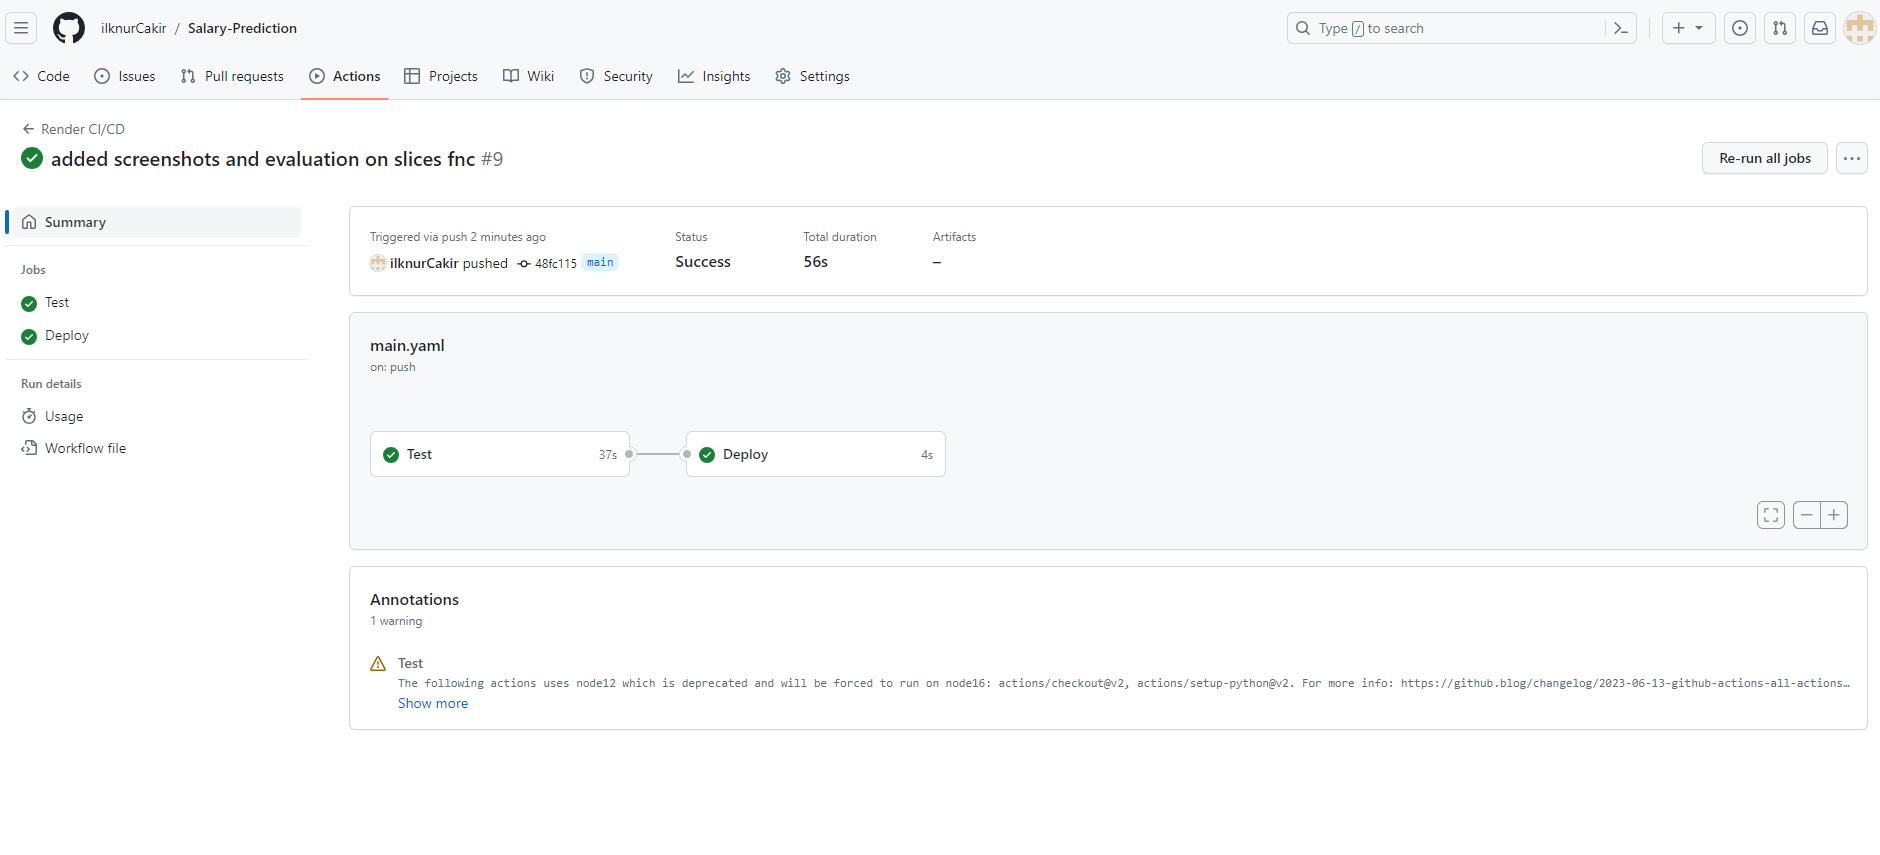 ilknurCakir / Salary-Prediction
Type / to search
Code Issues Pull requests Actions Projects Wiki Security Insights Settings
Render CI/CD
added screenshots and evaluation on slices fnc #9
Re-run all jobs
Summary
Jobs
Test
Deploy
Run details
Usage
Workflow file
Triggered via push 2 minutes ago
ilknurCakir pushed 48fc115 main
Status
Success
Total duration
56s
Artifacts
–
main.yaml
on: push
Test 37s
Deploy 4s
Annotations
1 warning
Test
The following actions uses node12 which is deprecated and will be forced to run on node16: actions/checkout@v2, actions/setup-python@v2. For more info: https://github.blog/changelog/2023-06-13-github-actions-all-actions…
Show more